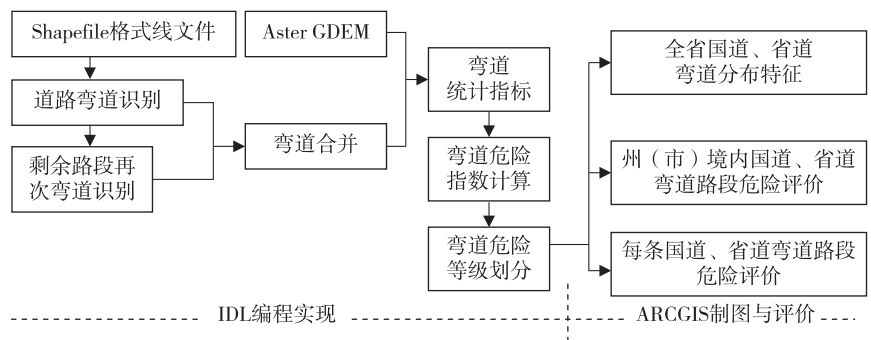 Shapefile格式线文件
Aster GDEM
道路弯道识别
剩余路段再
次弯道识别
弯道合并
弯道
统计指标
弯道危险
指数计算
弯道危险
等级划分
全省国道、省道
弯道分布特征
州（市）境内国道、省道
弯道路段危险评价
每条国道、省道弯道路段
危险评价
IDL编程实现
ARCGIS制图与评价